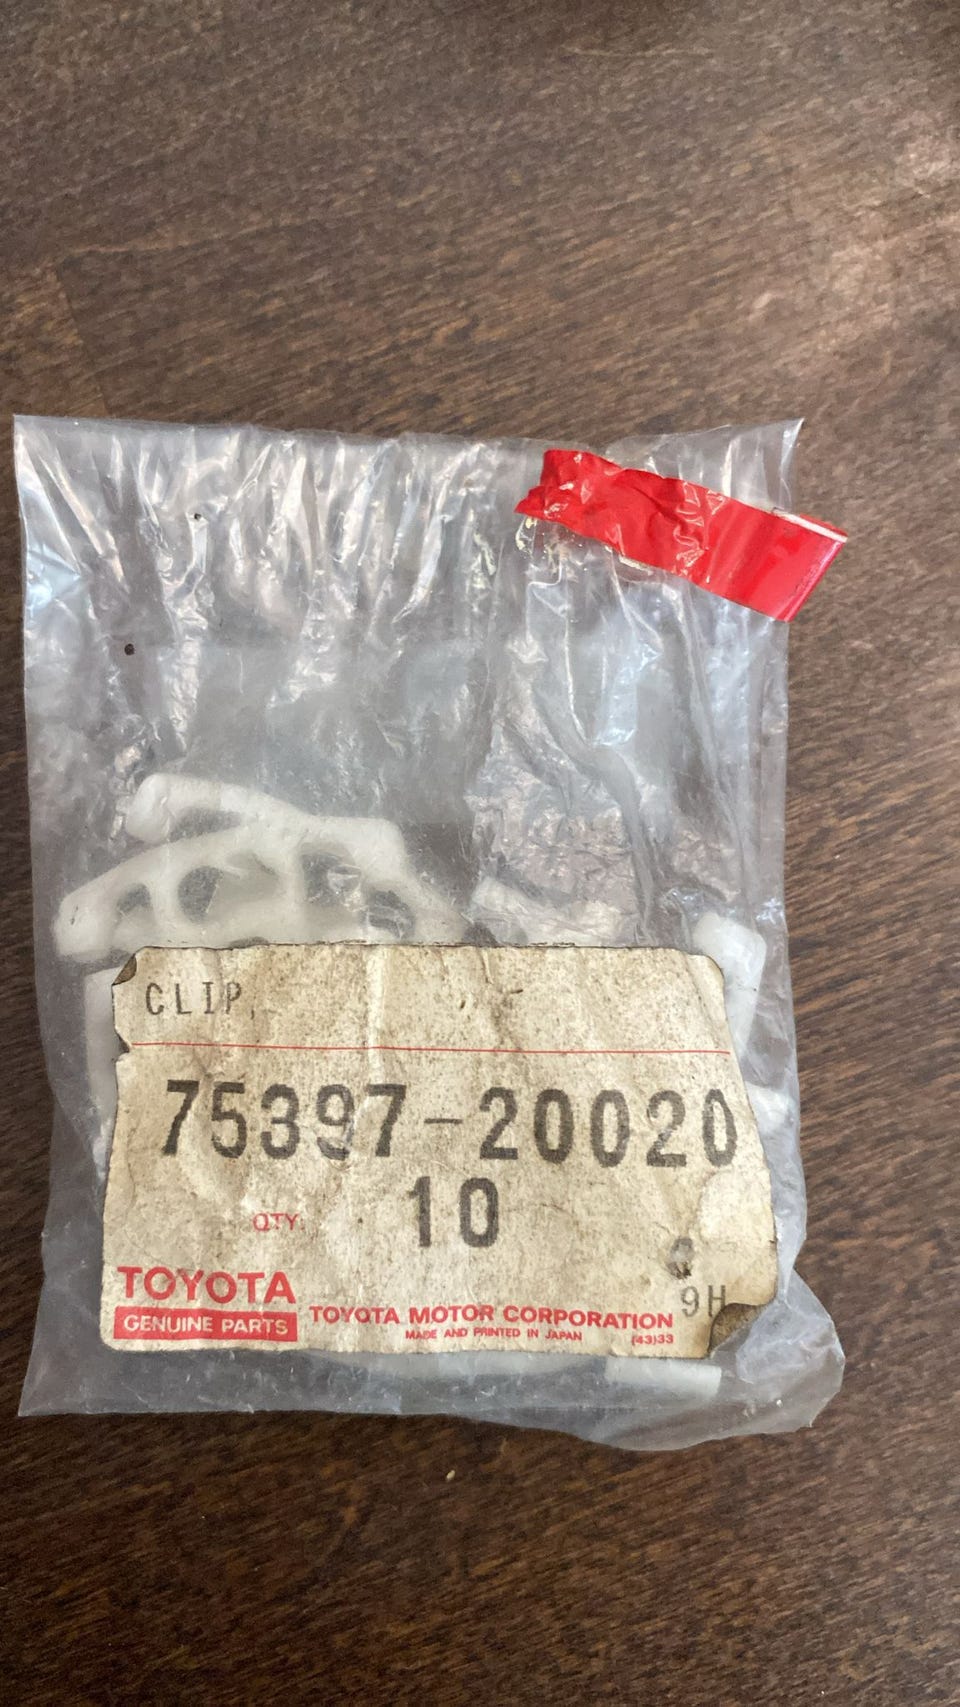 CLIP,
75397-20020
QTY 10
9H
TOYOTA
GENUINE PARTS
TOYOTA MOTOR CORPORATION
MADE AND PRINTED IN JAPAN (43)33